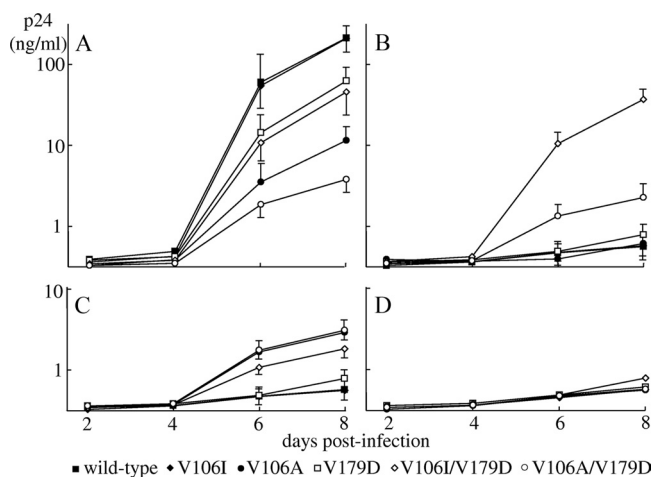 p24
(ng/ml)
A
B
100
10
1
C
D
10
1
2 4 6 8 2 4 6 8
days post-infection
■ wild-type ◆ V106I ● V106A □ V179D ◇ V106I/V179D ○ V106A/V179D